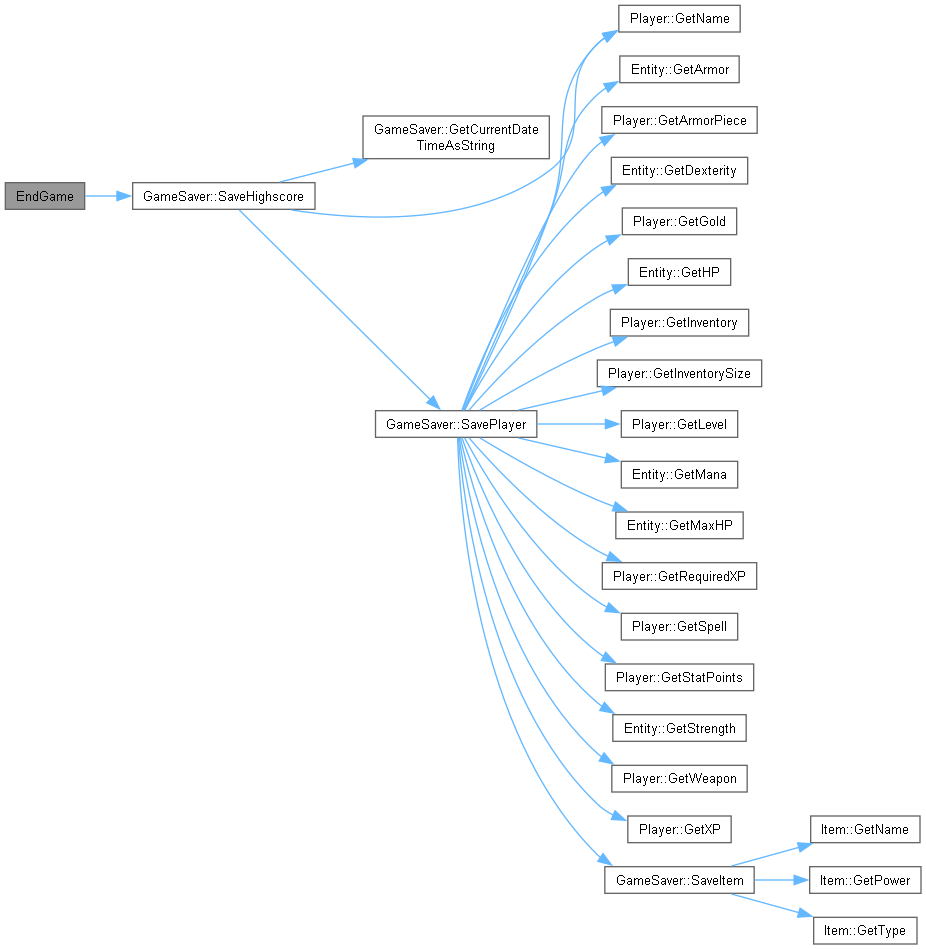 EndGame
GameSaver::SaveHighscore
GameSaver::GetCurrentDate
TimeAsString
GameSaver::SavePlayer
Player::GetName
Entity::GetArmor
Player::GetArmorPiece
Entity::GetDexterity
Player::GetGold
Entity::GetHP
Player::GetInventory
Player::GetInventorySize
Player::GetLevel
Entity::GetMana
Entity::GetMaxHP
Player::GetRequiredXP
Player::GetSpell
Player::GetStatPoints
Entity::GetStrength
Player::GetWeapon
Player::GetXP
GameSaver::SaveItem
Item::GetName
Item::GetPower
Item::GetType